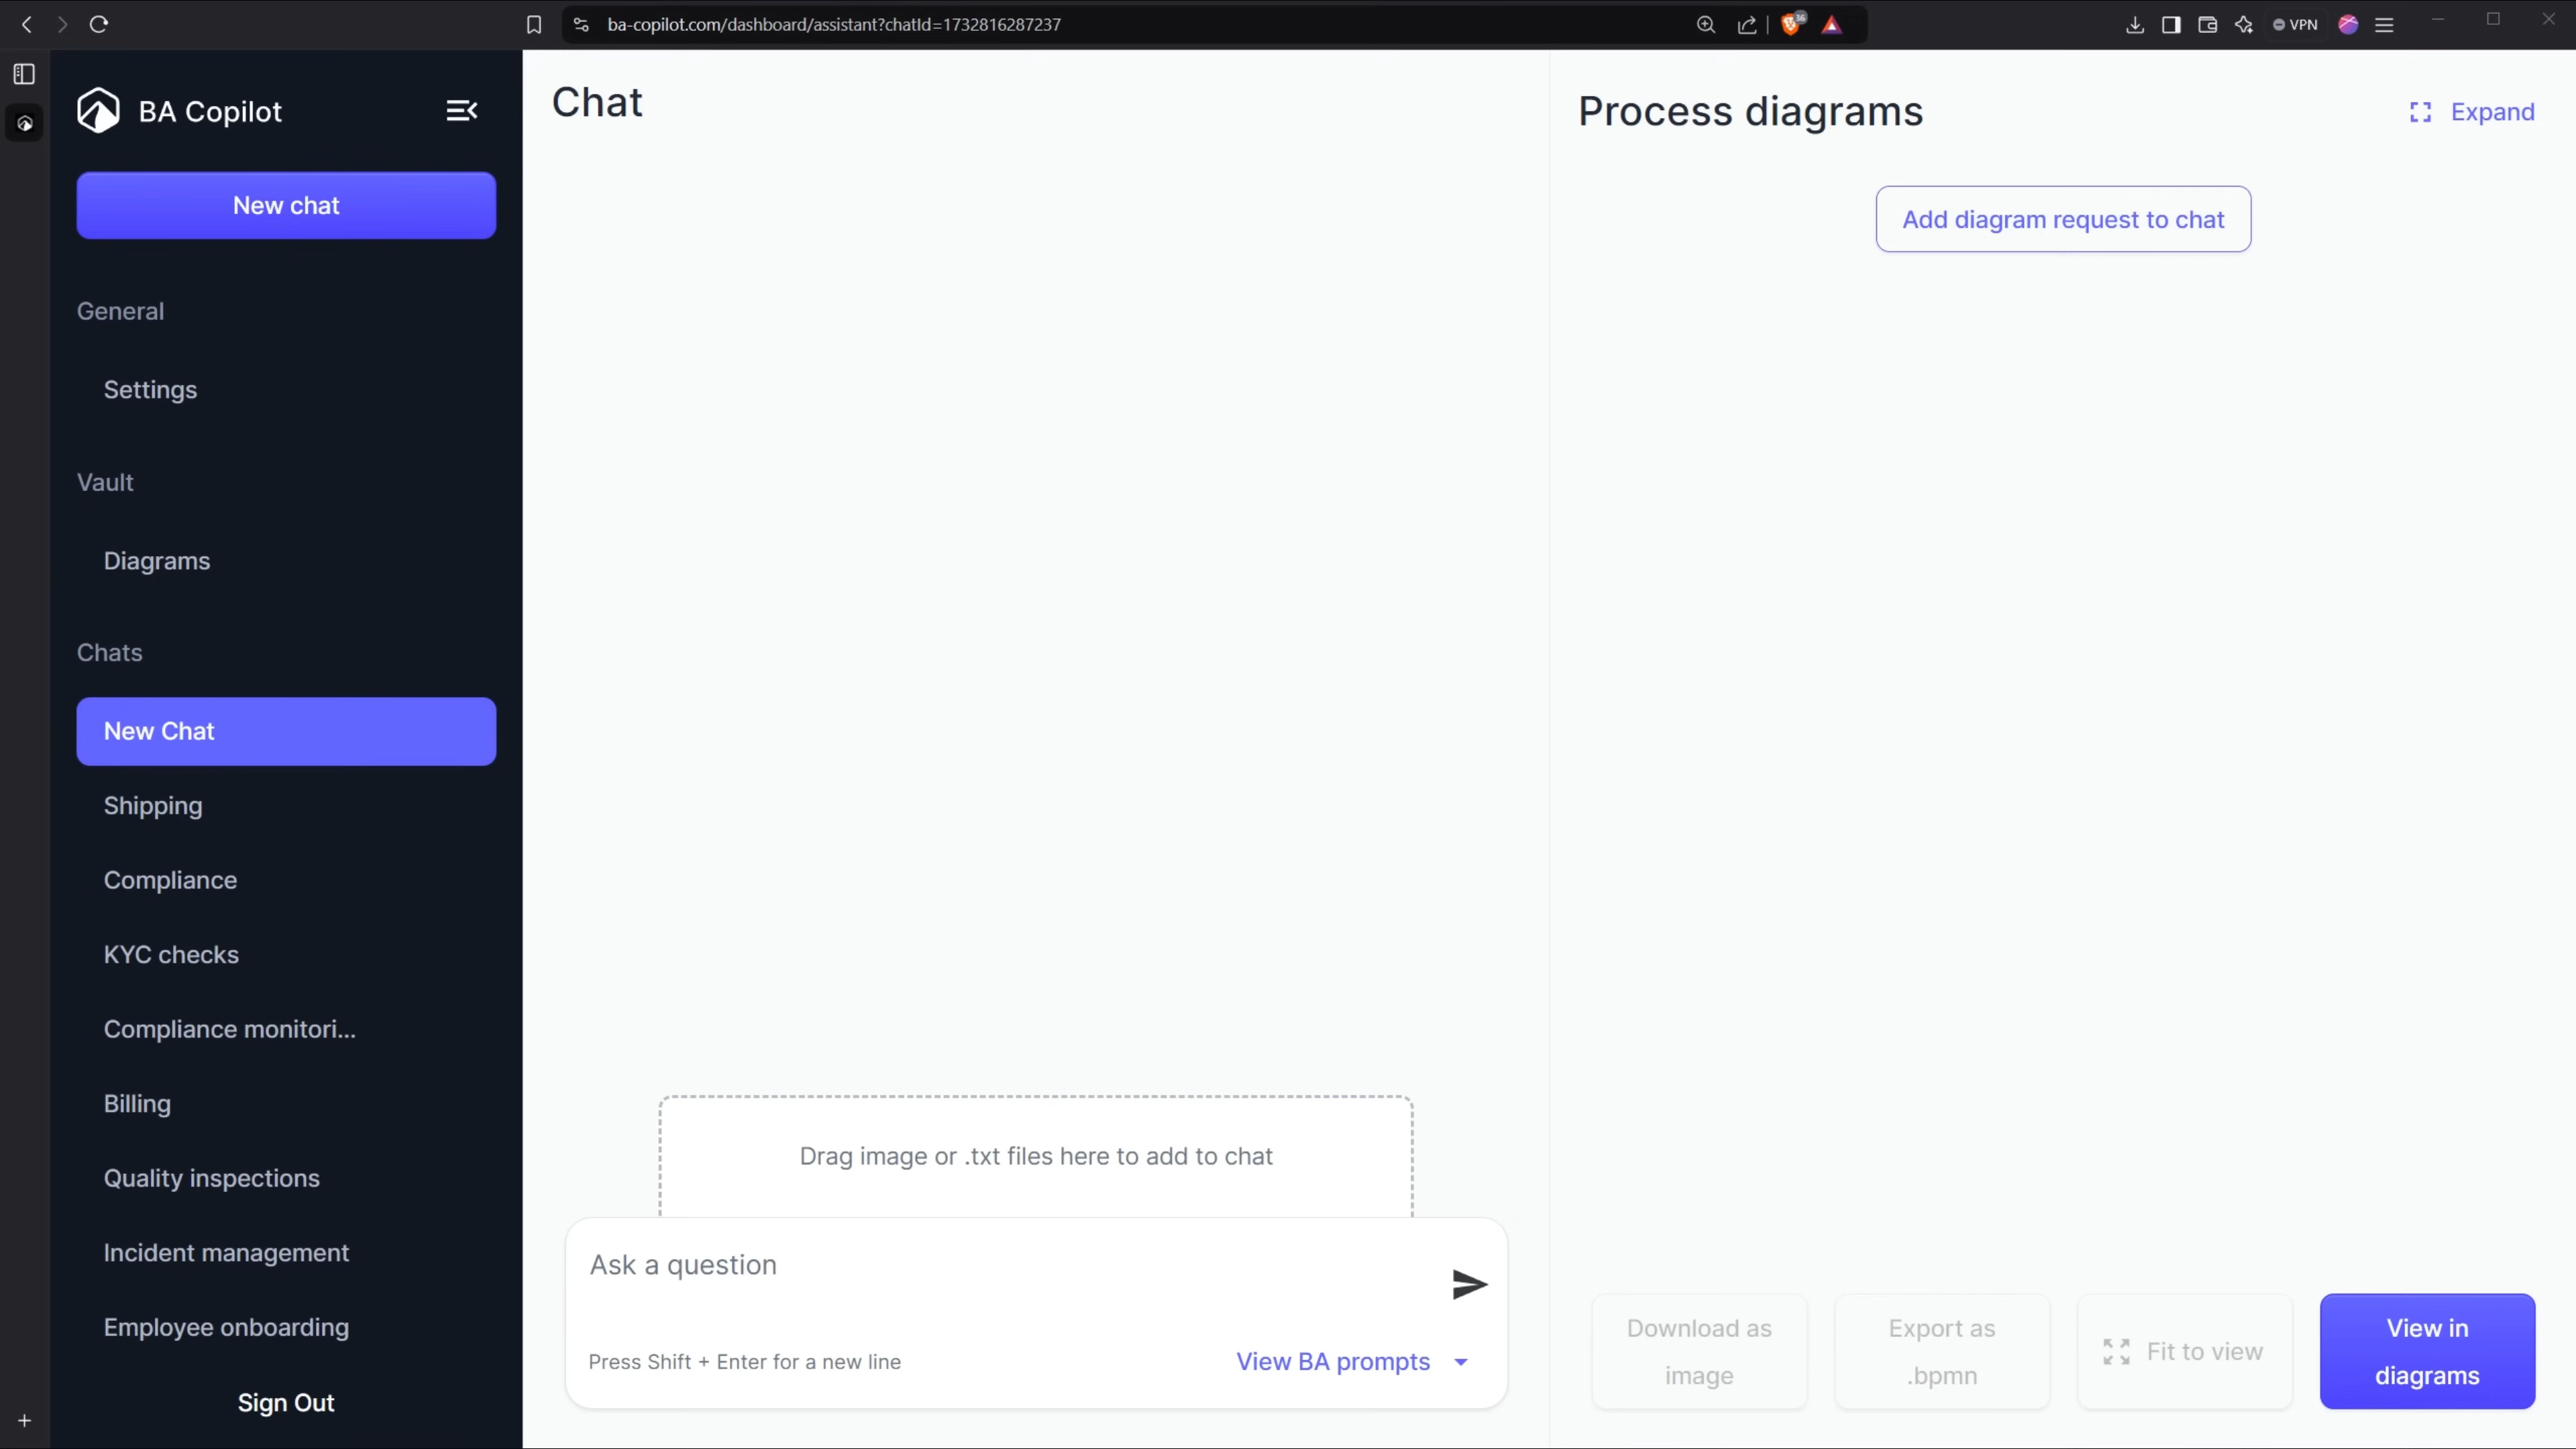 ba-copilot.com/dashboard/assistant?chatId=1732816287237
36
VPN
BA Copilot
New chat
General
Settings
Vault
Diagrams
Chats
New Chat
Shipping
Compliance
KYC checks
Compliance monitori...
Billing
Quality inspections
Incident management
Employee onboarding
Sign Out
Chat
Drag image or .txt files here to add to chat
Ask a question
Press Shift + Enter for a new line
View BA prompts
Process diagrams
Expand
Add diagram request to chat
Download as
image
Export as
.bpmn
Fit to view
View in
diagrams